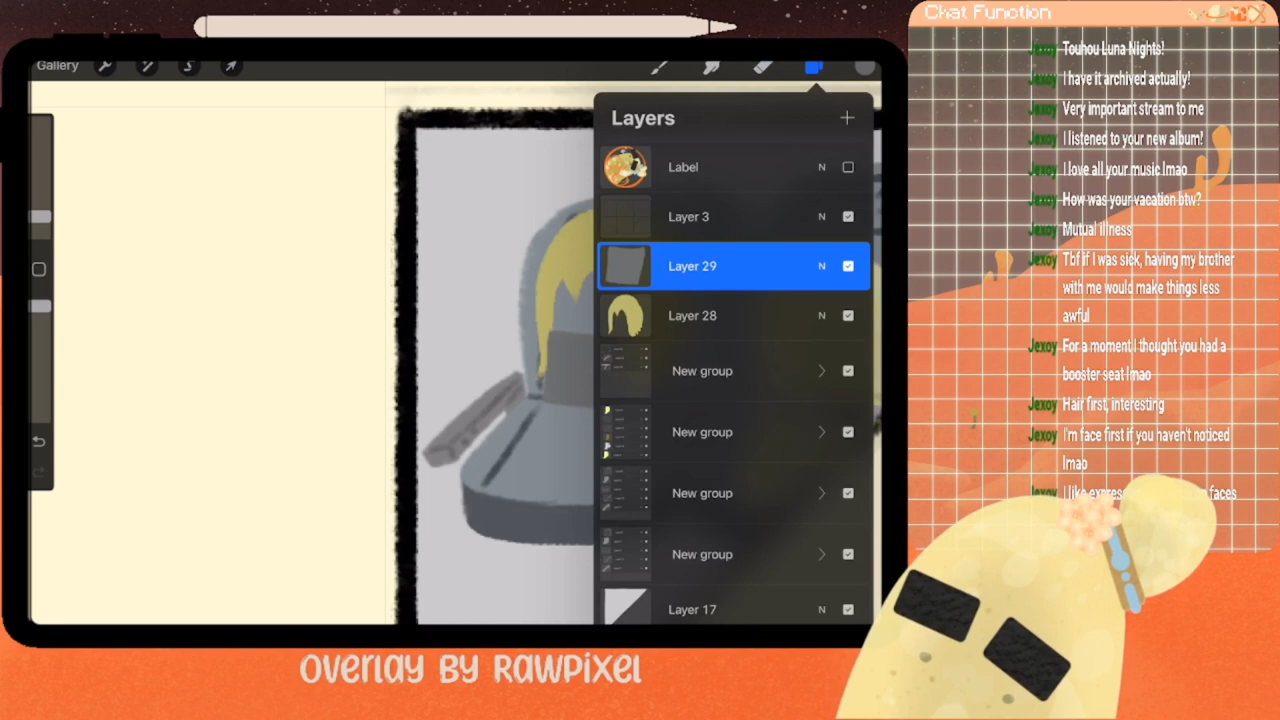 Chat Function
Gallery
Layers
Label
N
Layer 3
N
Layer 29
N
Layer 28
N
New group
New group
New group
New group
Layer 17
N
Jexoy Touhou Luna Nights!
Jexoy I have it archived actually!
Jexoy Very important stream to me
Jexoy I listened to your new album!
Jexoy I love all your music lmao
Jexoy How was your vacation btw?
Jexoy Mutual illness
Jexoy Tbf if I was sick, having my brother
with me would make things less
awful
Jexoy For a moment I thought you had a
booster seat lmao
Jexoy Hair first, interesting
Jexoy I'm face first if you haven't noticed
lmao
Jexoy I like faces
Overlay by Rawpixel